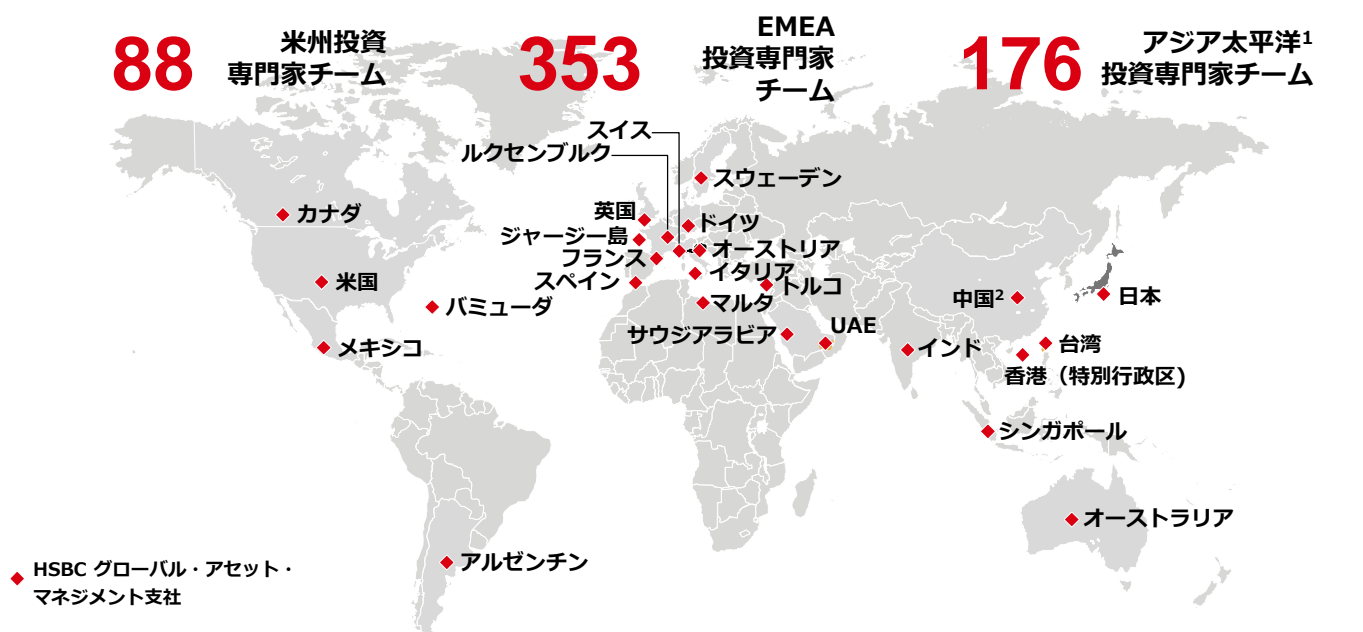 88
米州投資
専門家チーム
353
EMEA
投資専門家
チーム
176
アジア太平洋1
投資専門家チーム
スイス
ルクセンブルク
スウェーデン
カナダ
英国
ドイツ
ジャージー島
オーストリア
フランス
イタリア
スペイン
トルコ
米国
バミューダ
マルタ
中国2
日本
サウジアラビア
UAE
メキシコ
インド
台湾
香港（特別行政区)
シンガポール
オーストラリア
アルゼンチン
HSBC グローバル・アセット・
マネジメント支社